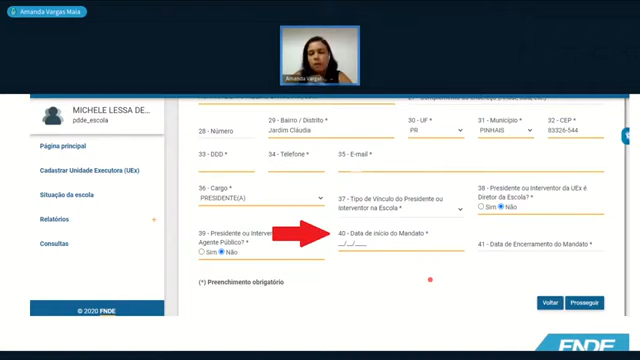 Amanda Vargas Maia
Amanda Vargas
MICHELE LESSA DE...
pdde_escola
Página principal
Cadastrar Unidade Executora (UEx)
Situação da escola
Relatórios
Consultas
© 2020 FNDE
28 - Número
29 - Bairro / Distrito *
Jardim Cláudia
30 - UF *
PR
31 - Município *
PINHAIS
32 - CEP *
83326-544
33 - DDD *
34 - Telefone *
35 - E-mail *
36 - Cargo *
PRESIDENTE(A)
37 - Tipo de Vínculo do Presidente ou
Interventor na Escola *
38 - Presidente ou Interventor da UEx é
Diretor da Escola? *
Sim Não
39 - Presidente ou
Agente Público? *
Sim Não
40 - Data de início do Mandato *
__/__/____
41 - Data de Encerramento do Mandato *
(*) Preenchimento obrigatório
Voltar
Prosseguir
FNDE